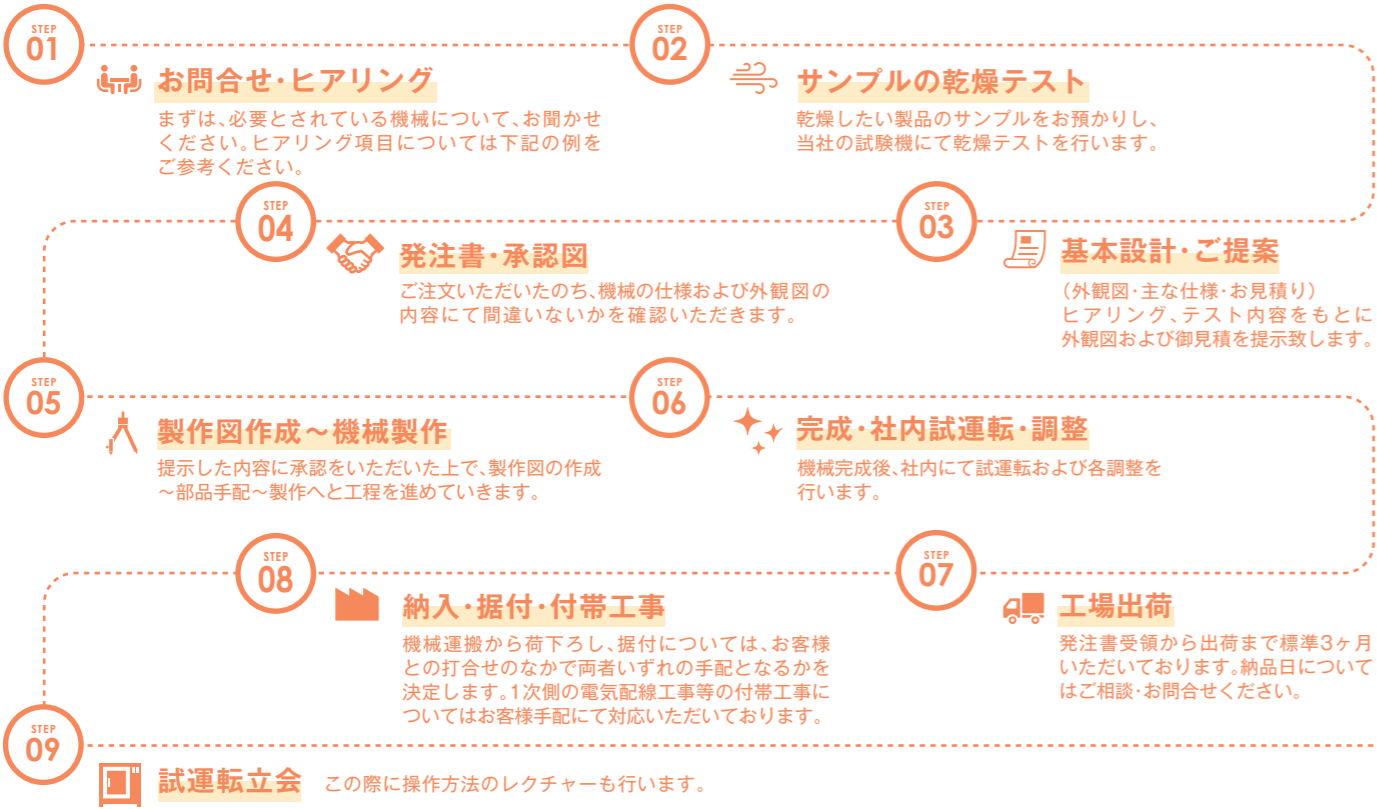 STEP
01
お問合せ・ヒアリング
まずは、必要とされている機械について、お聞かせ
ください。ヒアリング項目については下記の例を
ご参考ください。
STEP
02
サンプルの乾燥テスト
乾燥したい製品のサンプルをお預かりし、
当社の試験機にて乾燥テストを行います。
STEP
03
基本設計・ご提案
（外観図・主な仕様・お見積り）
ヒアリング、テスト内容をもとに
外観図および御見積を提示致します。
STEP
04
発注書・承認図
ご注文いただいたのち、機械の仕様および外観図の
内容にて間違いないかを確認いただきます。
STEP
05
製作図作成～機械製作
提示した内容に承認をいただいた上で、製作図の作成
～部品手配～製作へと工程を進めていきます。
STEP
06
完成・社内試運転・調整
機械完成後、社内にて試運転および各調整を
行います。
STEP
07
工場出荷
発注書受領から出荷まで標準3ヶ月
いただいております。納品日について
はご相談・お問合せください。
STEP
08
納入・据付・付帯工事
機械運搬から荷下ろし、据付については、お客様
との打合せのなかで両者いずれの手配となるかを
決定します。1次側の電気配線工事等の付帯工事に
ついてはお客様手配にて対応いただいております。
STEP
09
試運転立会
この際に操作方法のレクチャーも行います。